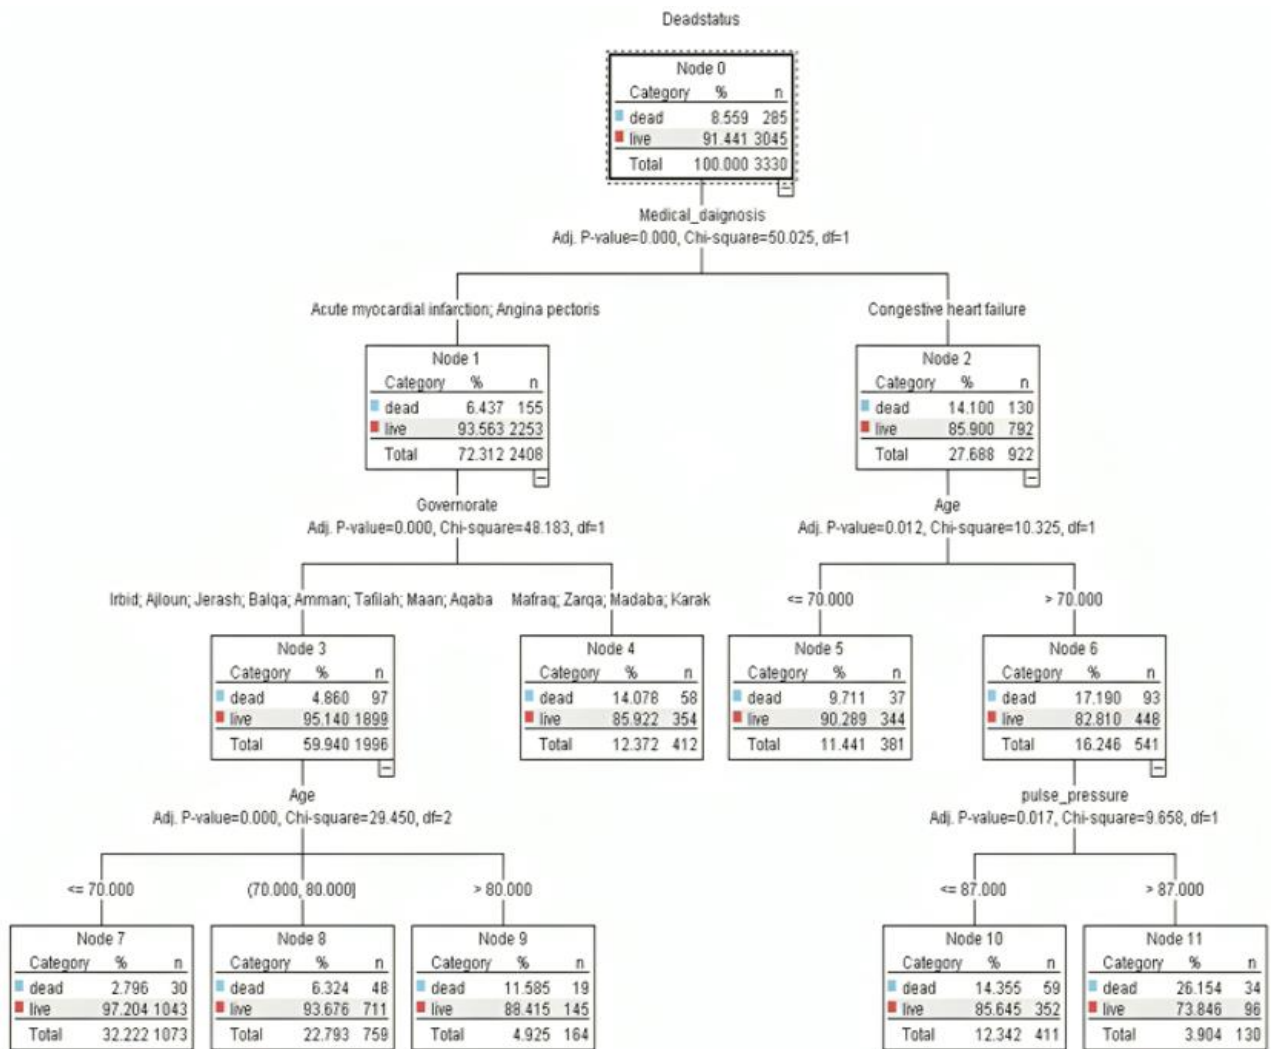 Deadstatus
Node 0
Category % n
dead 8.559 285
live 91.441 3045
Total 100.000 3330
Medical_daignosis
Adj. P-value=0.000, Chi-square=50.025, df=1
Acute myocardial infarction; Angina pectoris
Congestive heart failure
Node 1
Category % n
dead 6.437 155
live 93.563 2253
Total 72.312 2408
Node 2
Category % n
dead 14.100 130
live 85.900 792
Total 27.688 922
Governorate
Adj. P-value=0.000, Chi-square=48.183, df=1
Age
Adj. P-value=0.012, Chi-square=10.325, df=1
Irbid; Ajloun; Jerash; Balqa; Amman; Tafilah; Maan; Aqaba
Mafraq; Zarqa; Madaba; Karak
<= 70.000
> 70.000
Node 3
Category % n
dead 4.860 97
live 95.140 1899
Total 59.940 1996
Node 4
Category % n
dead 14.078 58
live 85.922 354
Total 12.372 412
Node 5
Category % n
dead 9.711 37
live 90.289 344
Total 11.441 381
Node 6
Category % n
dead 17.190 93
live 82.810 448
Total 16.246 541
Age
Adj. P-value=0.000, Chi-square=29.450, df=2
pulse_pressure
Adj. P-value=0.017, Chi-square=9.658, df=1
<= 70.000
(70.000, 80.000]
> 80.000
<= 87.000
> 87.000
Node 7
Category % n
dead 2.796 30
live 97.204 1043
Total 32.222 1073
Node 8
Category % n
dead 6.324 48
live 93.676 711
Total 22.793 759
Node 9
Category % n
dead 11.585 19
live 88.415 145
Total 4.925 164
Node 10
Category % n
dead 14.355 59
live 85.645 352
Total 12.342 411
Node 11
Category % n
dead 26.154 34
live 73.846 96
Total 3.904 130